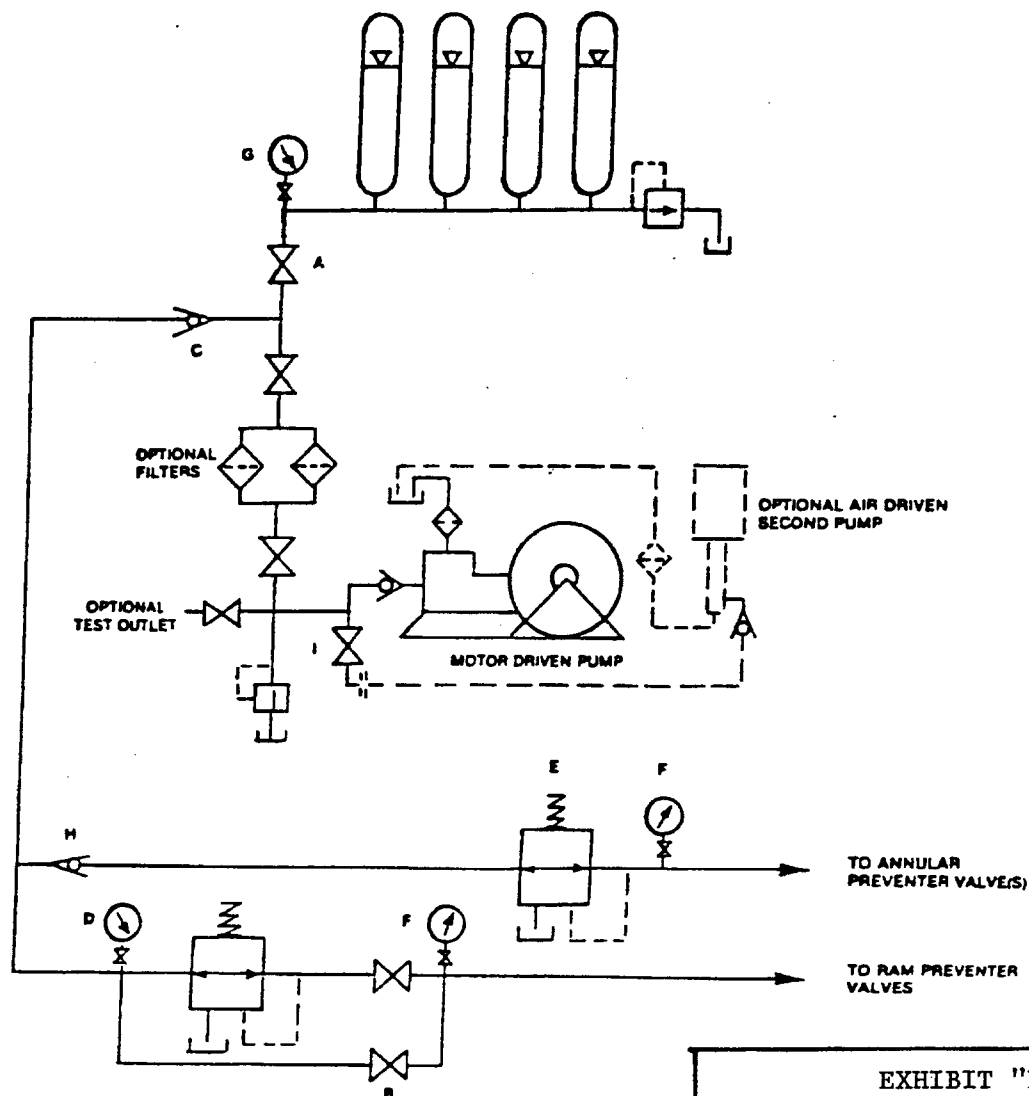 G
A
C
OPTIONAL
FILTERS
OPTIONAL AIR DRIVEN
SECOND PUMP
OPTIONAL
TEST OUTLET
I
MOTOR DRIVEN PUMP
E
F
H
TO ANNULAR
PREVENTER VALVE(S)
D
F
TO RAM PREVENTER
VALVES
EXHIBIT